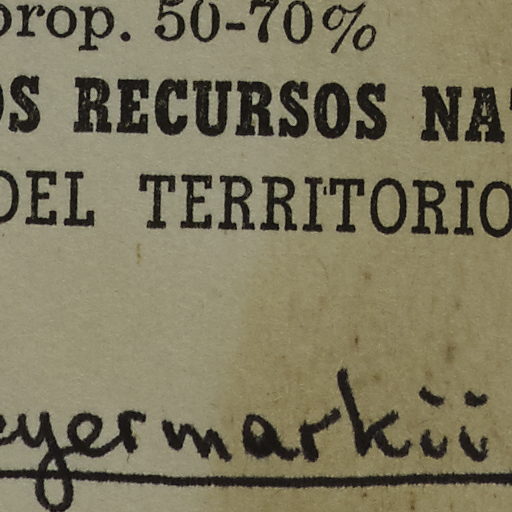 prop. 50-70%
OS RECURSOS NA
DEL TERRITORIO
eyermarkii